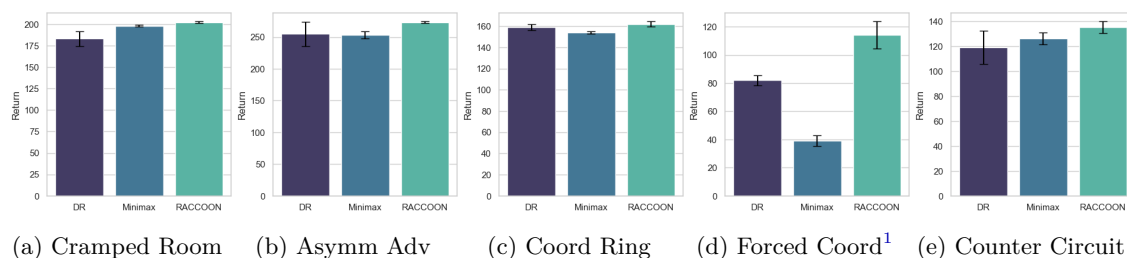 Return
200
175
150
125
100
75
50
25
0
DR
Minimax
RACCOON
(a) Cramped Room
Return
250
200
150
100
50
0
DR
Minimax
RACCOON
(b) Asymm Adv
Return
160
140
120
100
80
60
40
20
0
DR
Minimax
RACCOON
(c) Coord Ring
Return
120
100
80
60
40
20
0
DR
Minimax
RACCOON
(d) Forced Coord1
Return
140
120
100
80
60
40
20
0
DR
Minimax
RACCOON
(e) Counter Circuit